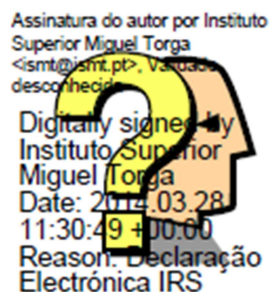 Assinatura do autor por Instituto
Superior Miguel Torga
<ismt@ismt.pt>, Validade
desconhecida
Digitally signed by
Instituto Superior
Miguel Torga
Date: 2014.03.28
11:30:49 +00:00
Reason: Declaração
Electrónica IRS